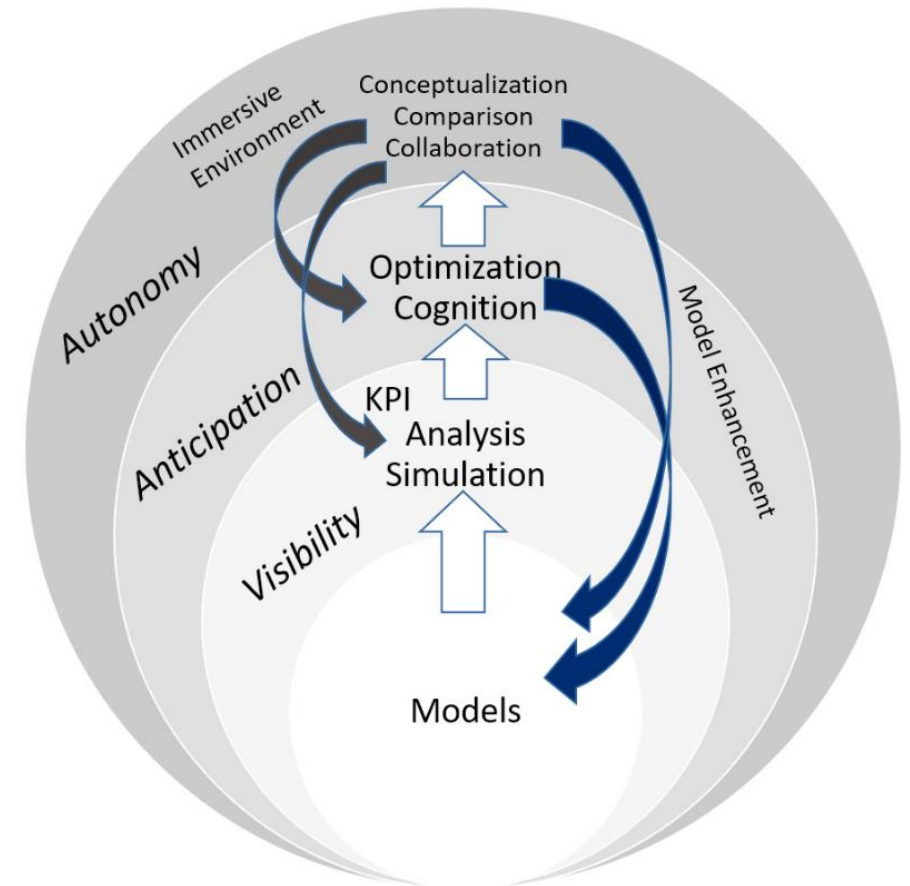 Conceptualization
Comparison
Collaboration
Immersive
Environment
Autonomy
Optimization
Cognition
Model Enhancement
Anticipation
KPI
Analysis
Simulation
Visibility
Models